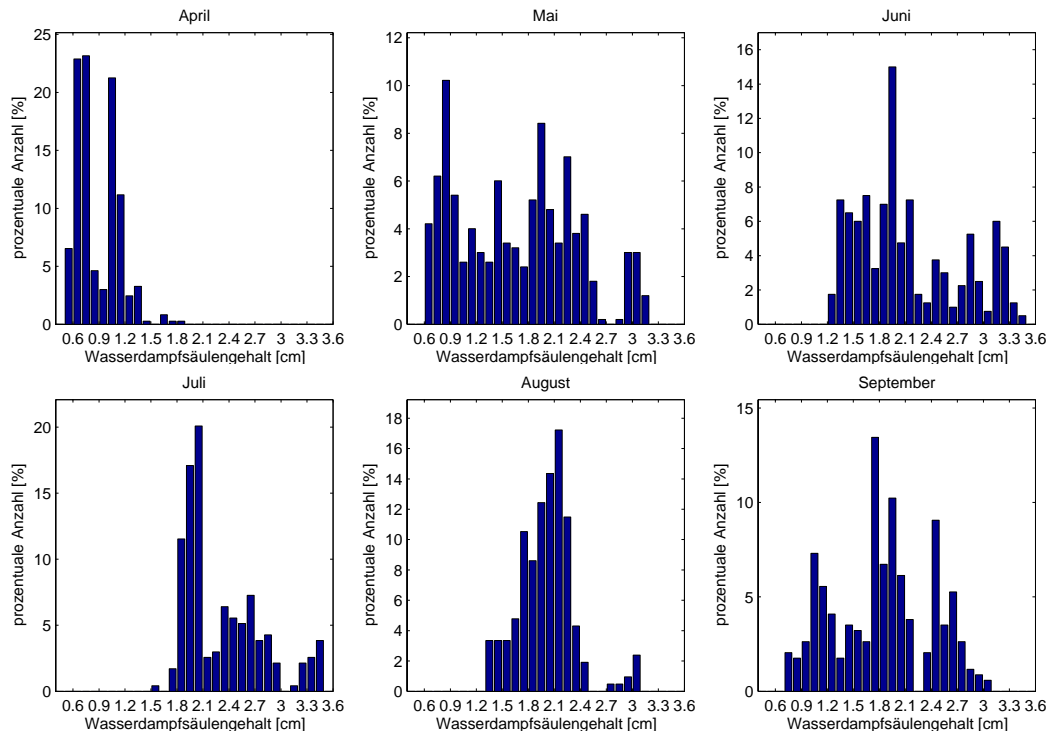 April
Mai
Juni
25
20
15
10
5
0
prozentuale Anzahl [%]
0.6 0.9 1.2 1.5 1.8 2.1 2.4 2.7 3 3.3 3.6
Wasserdampfsäulengehalt [cm]
12
10
8
6
4
2
0
prozentuale Anzahl [%]
0.6 0.9 1.2 1.5 1.8 2.1 2.4 2.7 3 3.3 3.6
Wasserdampfsäulengehalt [cm]
16
14
12
10
8
6
4
2
0
prozentuale Anzahl [%]
0.6 0.9 1.2 1.5 1.8 2.1 2.4 2.7 3 3.3 3.6
Wasserdampfsäulengehalt [cm]
Juli
August
September
20
15
10
5
0
prozentuale Anzahl [%]
0.6 0.9 1.2 1.5 1.8 2.1 2.4 2.7 3 3.3 3.6
Wasserdampfsäulengehalt [cm]
18
16
14
12
10
8
6
4
2
0
prozentuale Anzahl [%]
0.6 0.9 1.2 1.5 1.8 2.1 2.4 2.7 3 3.3 3.6
Wasserdampfsäulengehalt [cm]
15
10
5
0
prozentuale Anzahl [%]
0.6 0.9 1.2 1.5 1.8 2.1 2.4 2.7 3 3.3 3.6
Wasserdampfsäulengehalt [cm]